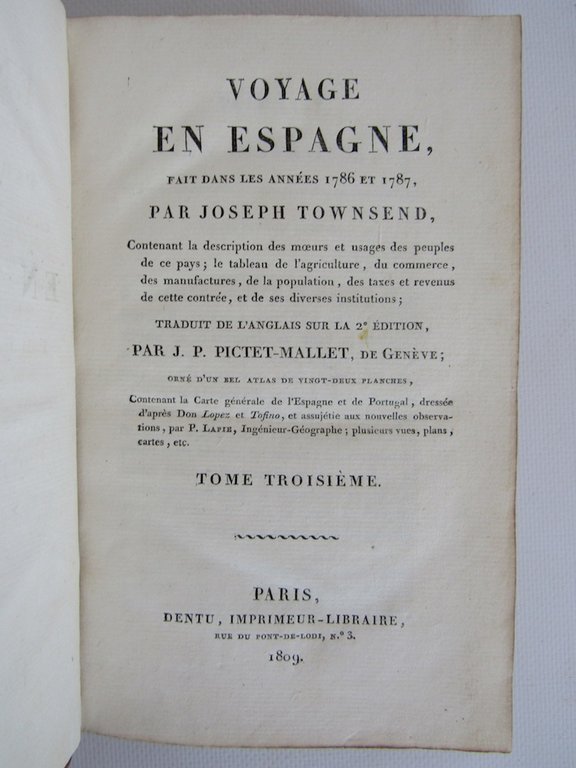 VOYAGE
EN ESPAGNE,
FAIT DANS LES ANNÉES 1786 ET 1787,
PAR JOSEPH TOWNSEND,
Contenant la description des mœurs et usages des peuples
de ce pays; le tableau de l'agriculture, du commerce,
des manufactures, de la population, des taxes et revenus
de cette contrée, et de ses diverses institutions;
TRADUIT DE L'ANGLAIS SUR LA 2e ÉDITION,
PAR J. P. PICTET-MALLET, DE GENÈVE;
ORNÉ D'UN BEL ATLAS DE VINGT-DEUX PLANCHES,
Contenant la Carte générale de l'Espagne et de Portugal, dressée
d'après Don Lopez et Tofino, et assujétie aux nouvelles observa-
tions, par P. LAPIE, Ingénieur-Géographe; plusieurs vues, plans,
cartes, etc.
TOME TROISIÈME.
PARIS,
DENTU, IMPRIMEUR-LIBRAIRE,
RUE DU PONT-DE-LODI, N.º 3.
1809.